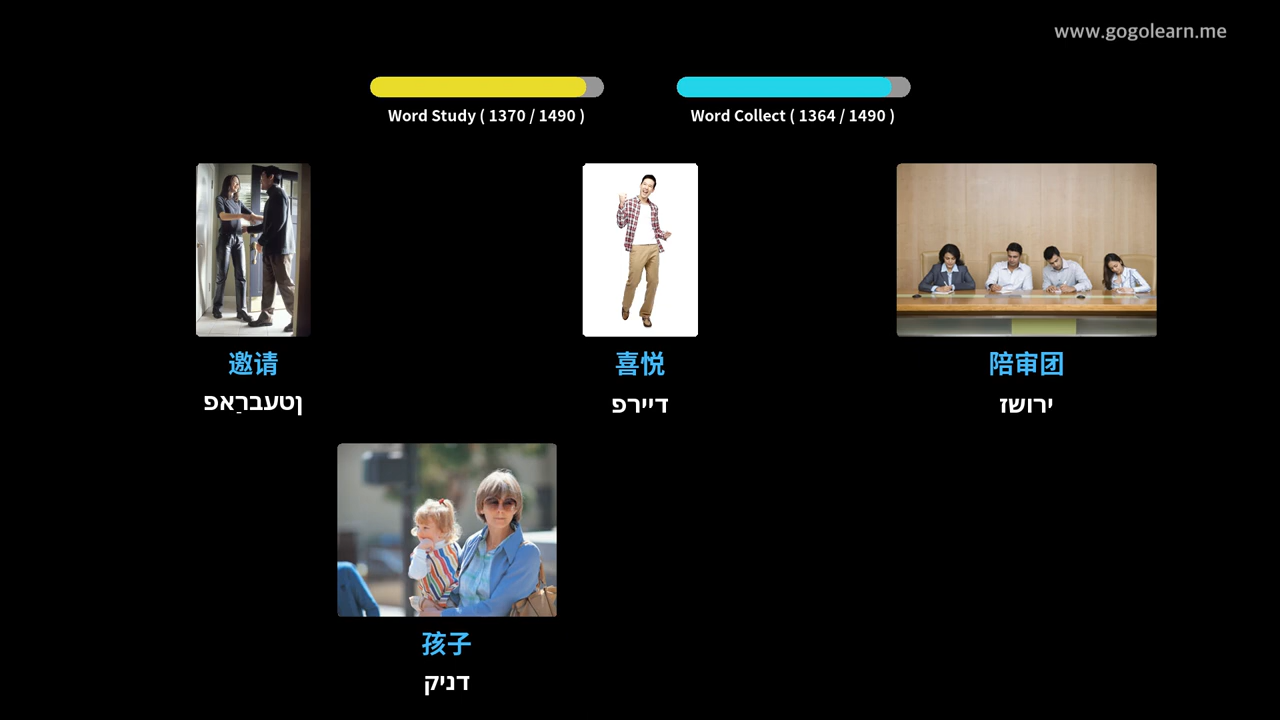 www.gogolearn.me
Word Study ( 1370 / 1490 )
Word Collect ( 1364 / 1490 )
邀请
פאַרבעטן
喜悦
פרייד
陪审团
זשורי
孩子
קינד